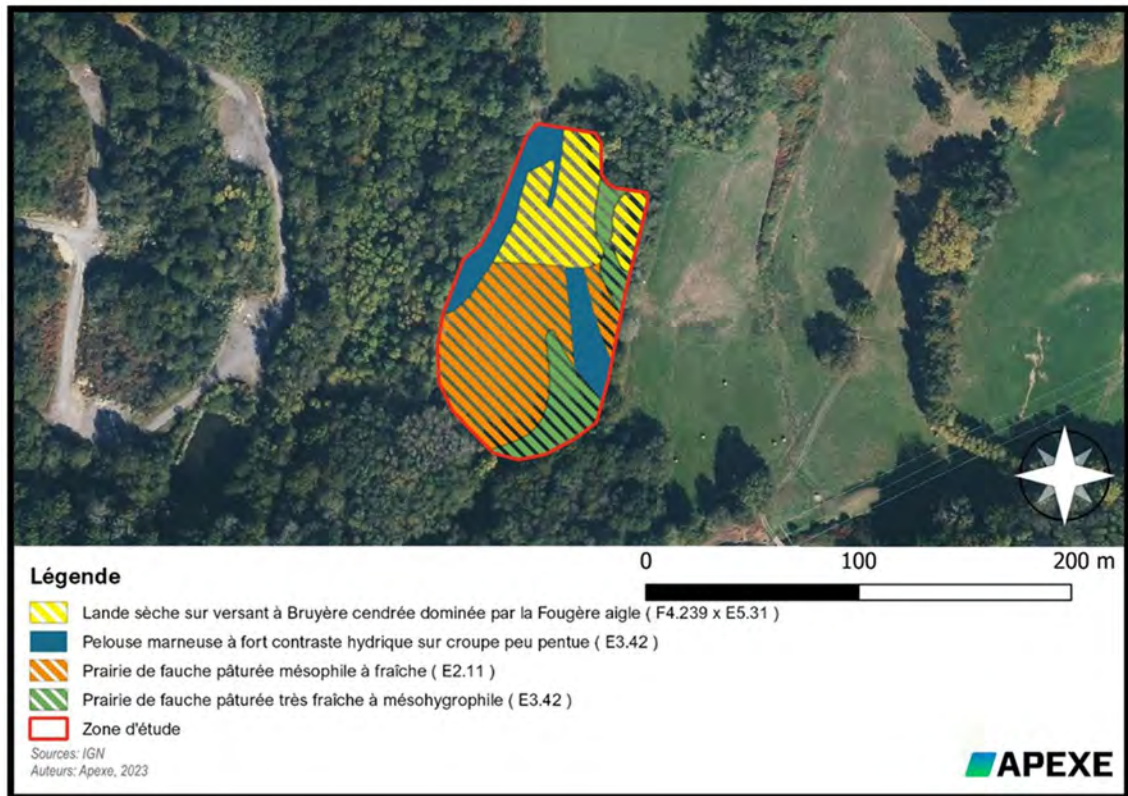 0 100 200 m
Légende
Lande sèche sur versant à Bruyère cendrée dominée par la Fougère aigle ( F4.239 x E5.31 )
Pelouse marneuse à fort contraste hydrique sur croupe peu pentue ( E3.42 )
Prairie de fauche pâturée mésophile à fraîche ( E2.11 )
Prairie de fauche pâturée très fraîche à mésohygrophile ( E3.42 )
Zone d'étude
Sources: IGN
Auteurs: Apexe, 2023
APEXE